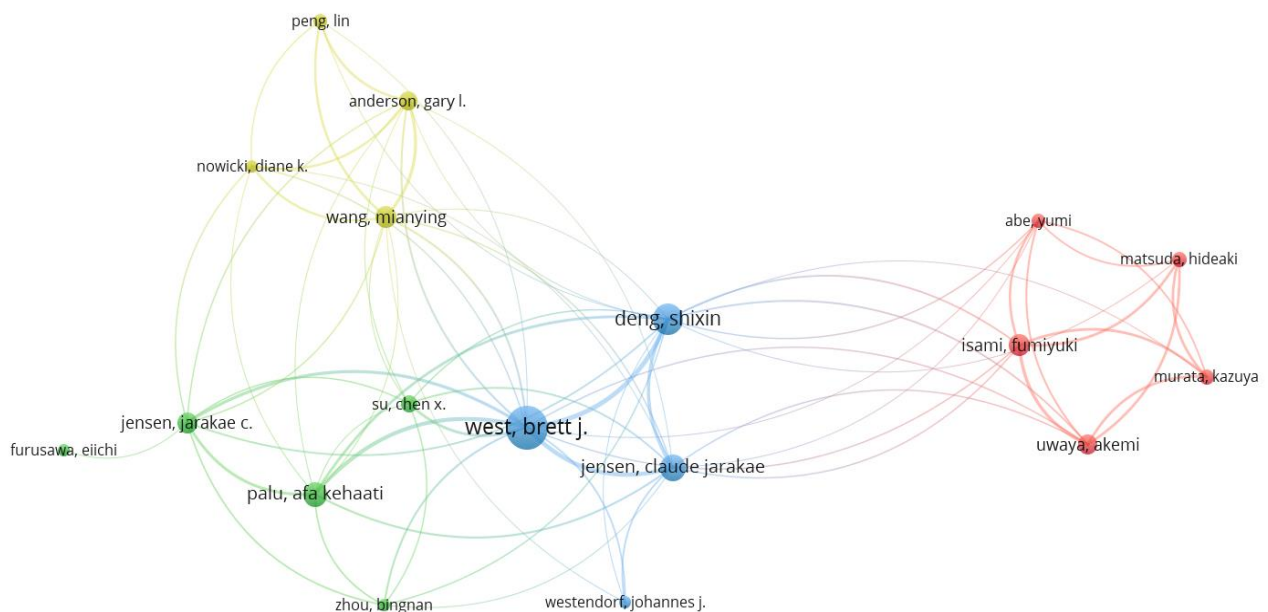 peng, lin
anderson, gary l.
nowicki, diane k.
wang, mianying
abe, yumi
matsuda, hideaki
deng, shixin
isami, fumiyuki
murata, kazuya
su, chen x.
jensen, jarakae c.
west, brett j.
uwaya, akemi
furusawa, eiichi
jensen, claude jarakae
palu, afa kehaati
westendorf, johannes j.
zhou, bingnan